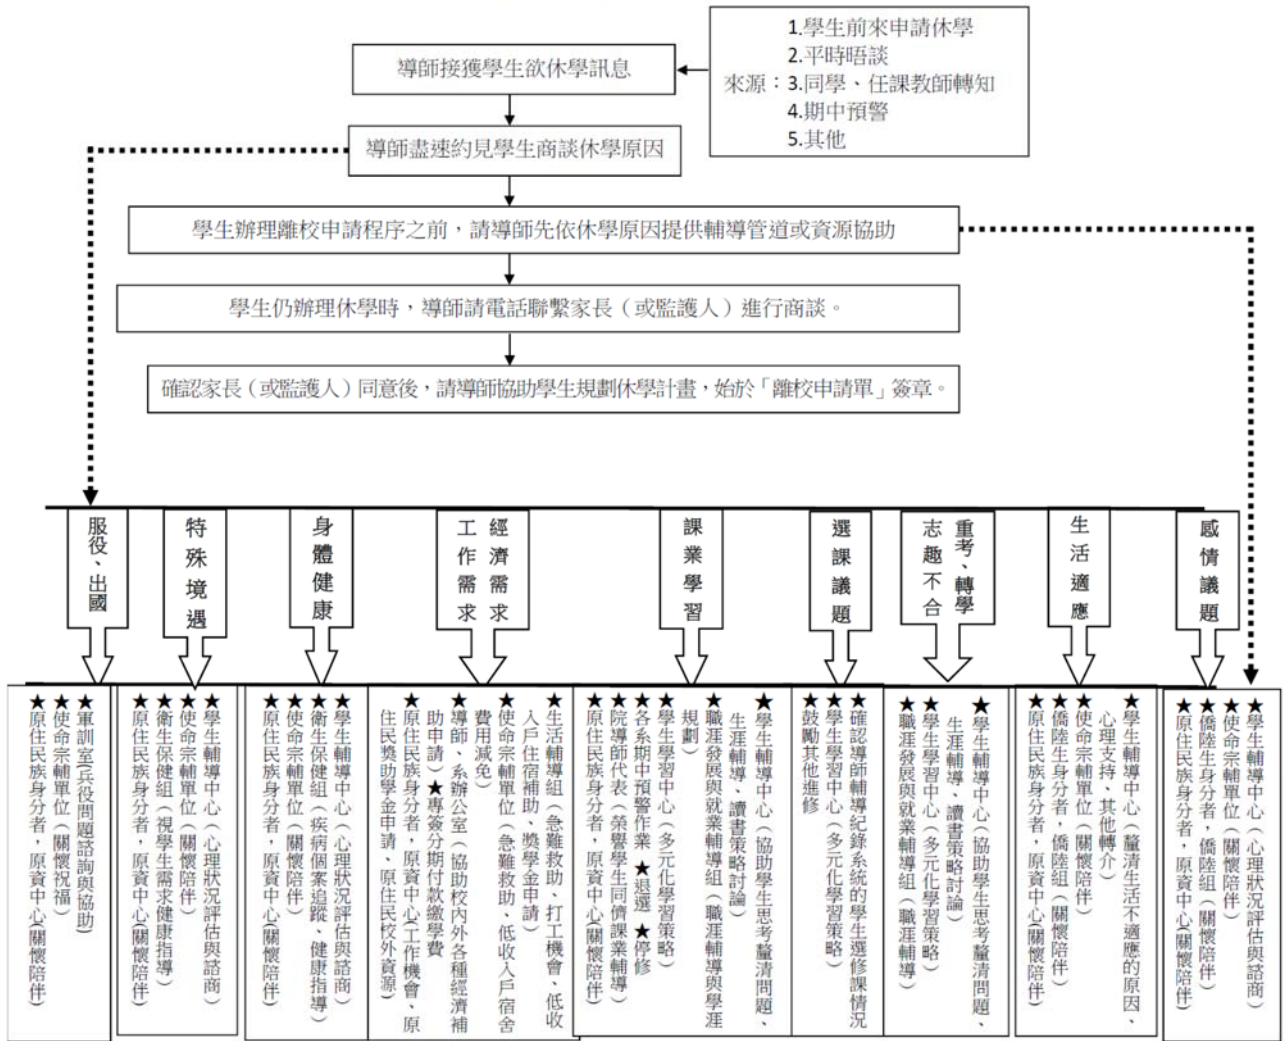 1.學生前來申請休學
2.平時晤談
來源：3.同學、任課教師轉知
4.期中預警
5.其他
導師接獲學生欲休學訊息
導師盡速約見學生商談休學原因
學生辦理離校申請程序之前，請導師先依休學原因提供輔導管道或資源協助
學生仍辦理休學時，導師請電話聯繫家長（或監護人）進行商談。
確認家長（或監護人）同意後，請導師協助學生規劃休學計畫，始於「離校申請單」簽章。
服役、出國
特殊境遇
身體健康
經濟需求
工作需求
課業學習
選課議題
重考、轉學
志趣不合
生活適應
感情議題
★軍訓室(兵役問題諮詢與協助)
★使命宗輔單位（關懷祝福）
★原住民族身分者，原資中心(關懷陪伴)
★學生輔導中心（心理狀況評估與諮商）
★使命宗輔單位（關懷陪伴）
★衛生保健組（視學生需求健康指導）
★原住民族身分者，原資中心(關懷陪伴)
★學生輔導中心（心理狀況評估與諮商）
★衛生保健組（疾病個案追蹤、健康指導）
★使命宗輔單位（關懷陪伴）
★原住民族身分者，原資中心(關懷陪伴)
★生活輔導組（急難救助、打工機會、低收
入戶住宿補助、獎學金申請）
★使命宗輔單位（急難救助、低收入戶宿舍
費用減免）
★導師、系辦公室（協助校內外各種經濟補
助申請）★專簽分期付款繳學費
★原住民族身分者，原資中心(工作機會、原
住民獎助學金申請、原住民校外資源)
★學生輔導中心（協助學生思考釐清問題、
生涯輔導、讀書策略討論）
★職涯發展與就業輔導組（職涯輔導與學涯
規劃）
★學生學習中心（多元化學習策略）
★各系期中預警作業 ★退選 ★停修
★院導師代表（榮譽學生同儕課業輔導）
★原住民族身分者，原資中心(關懷陪伴)
★確認導師輔導紀錄系統的學生選修課情況
★學生學習中心（多元化學習策略）
★鼓勵其他進修
★學生輔導中心（協助學生思考釐清問題、
生涯輔導、讀書策略討論）
★學生學習中心（多元化學習策略）
★職涯發展與就業輔導組（職涯輔導）
★學生輔導中心（釐清生活不適應的原因、
心理支持、其他轉介）
★使命宗輔單位（關懷陪伴）
★僑陸生身分者，僑陸組（關懷陪伴）
★原住民族身分者，原資中心(關懷陪伴)
★學生輔導中心（心理狀況評估與諮商）
★使命宗輔單位（關懷陪伴）
★僑陸生身分者，僑陸組（關懷陪伴）
★原住民族身分者，原資中心(關懷陪伴)